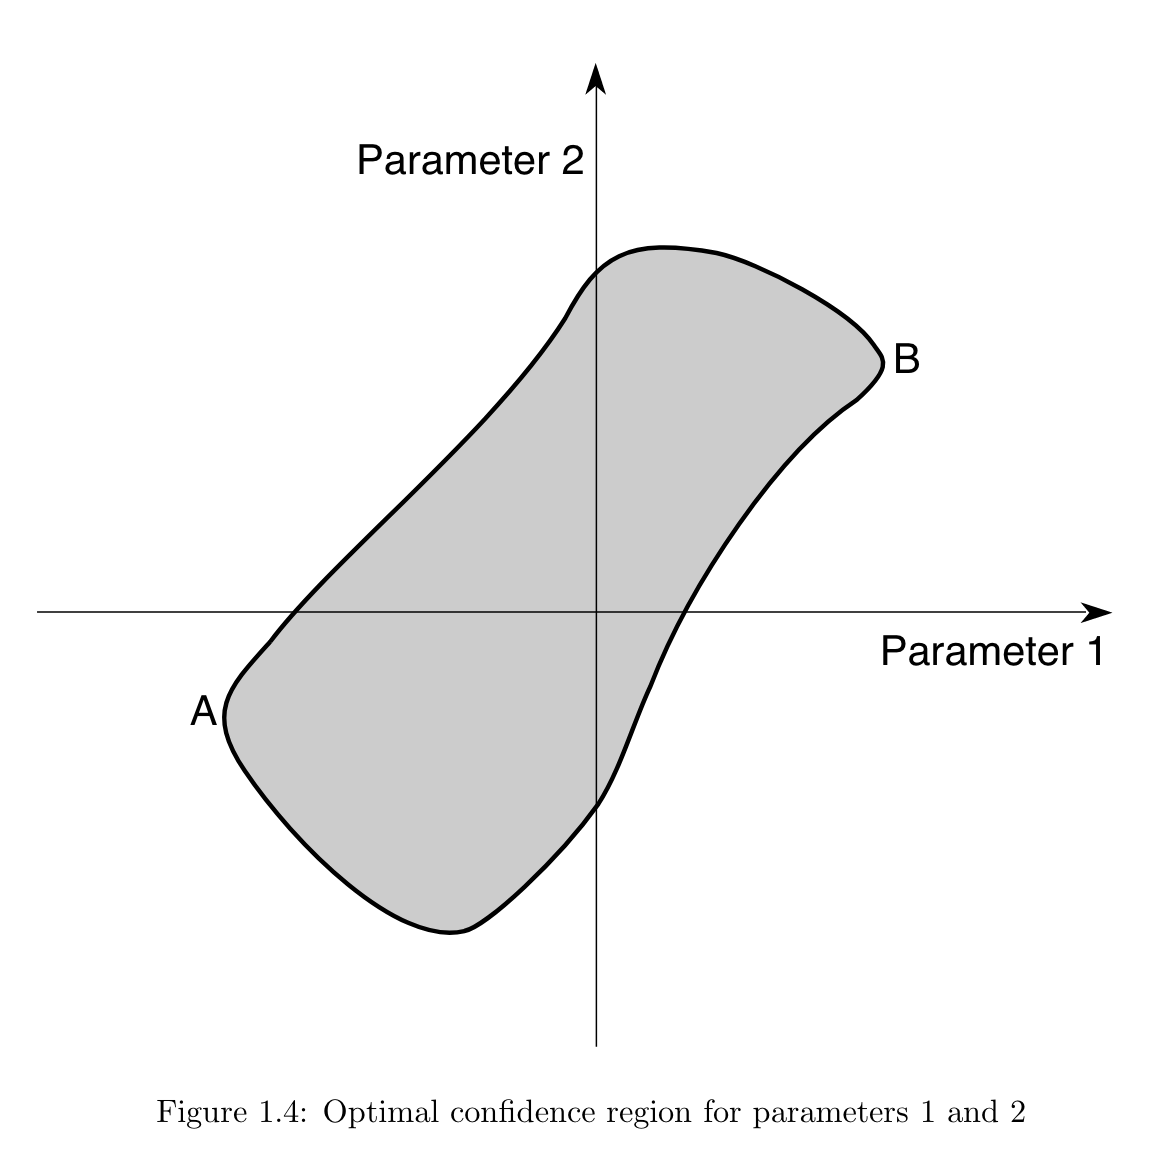 Parameter 2
B
Parameter 1
A
Figure 1.4: Optimal confidence region for parameters 1 and 2